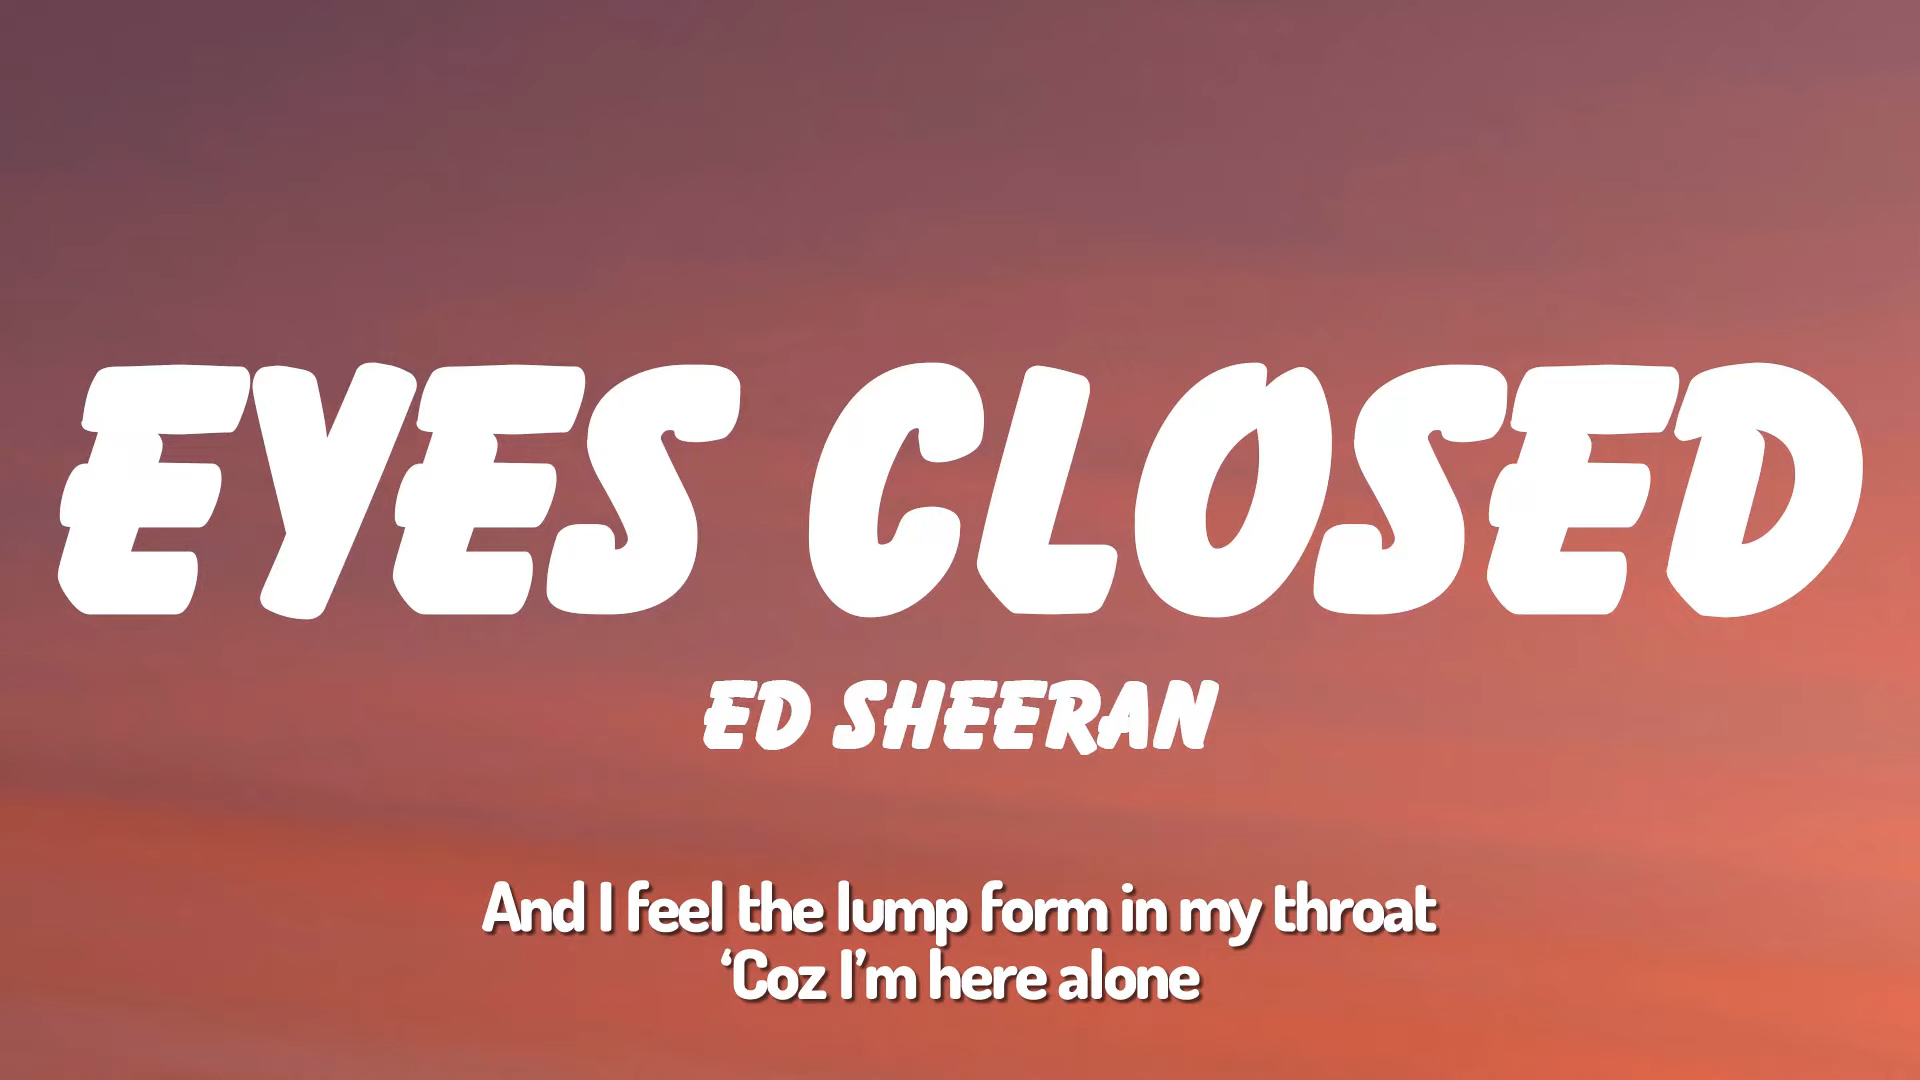 EYES CLOSED
ED SHEERAN
And I feel the lump form in my throat
‘Coz I’m here alone